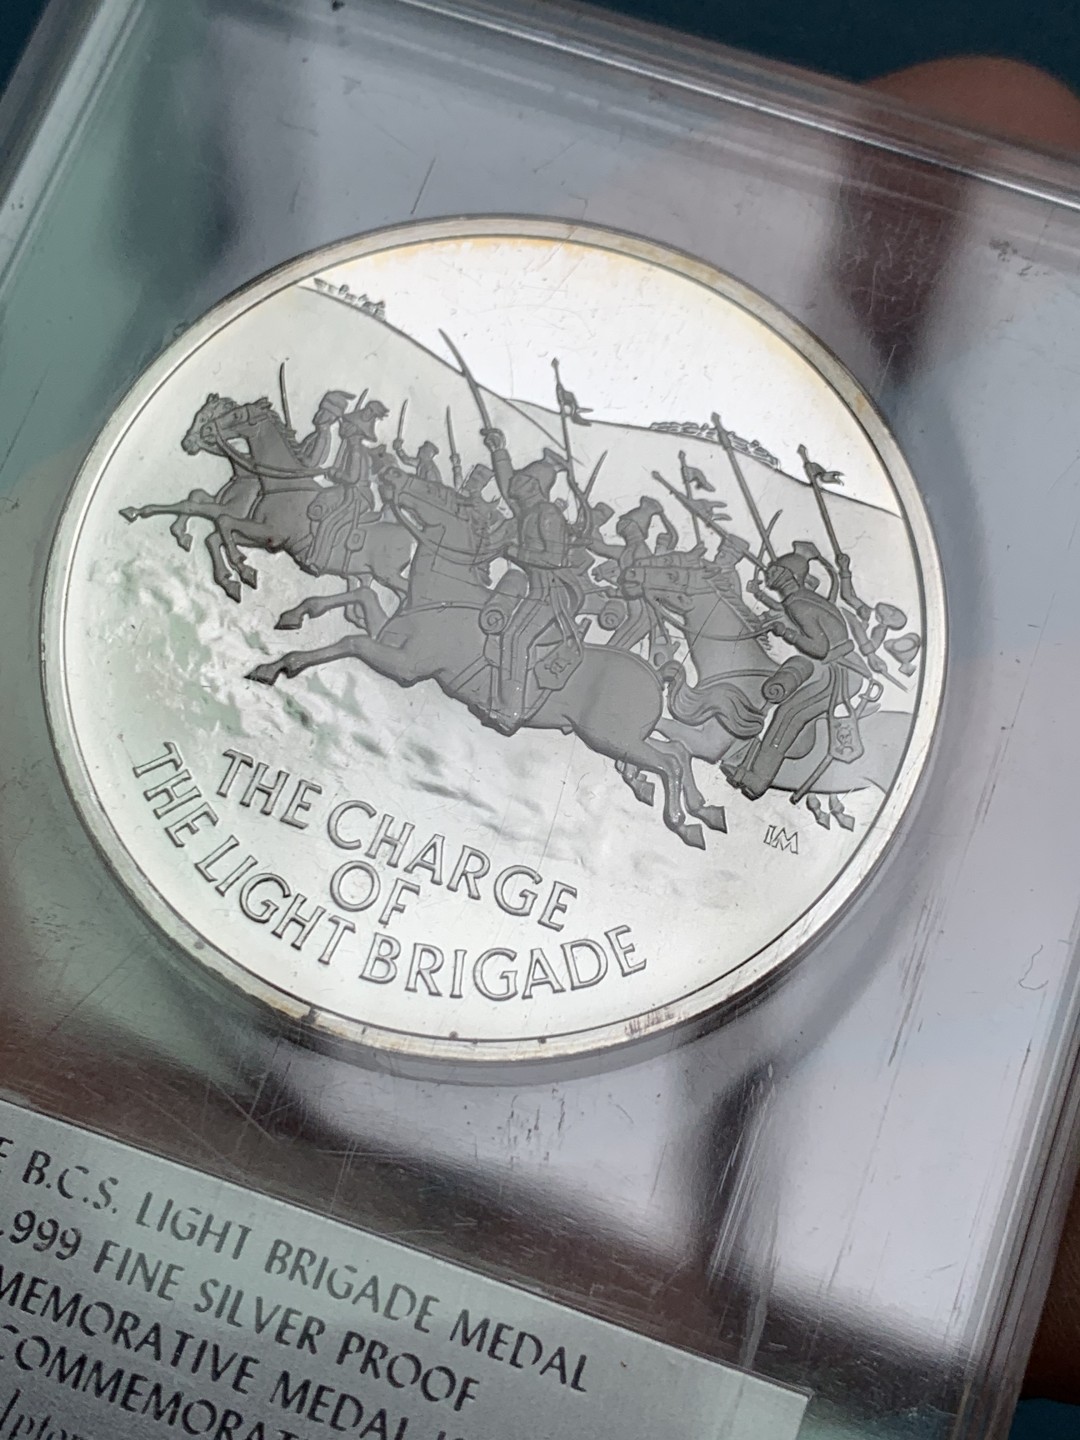 THE CHARGE
OF
THE LIGHT BRIGADE
IM
B.C.S. LIGHT BRIGADE MEDAL
.999 FINE SILVER PROOF
MEMORATIVE MEDAL
COMMEMORAT